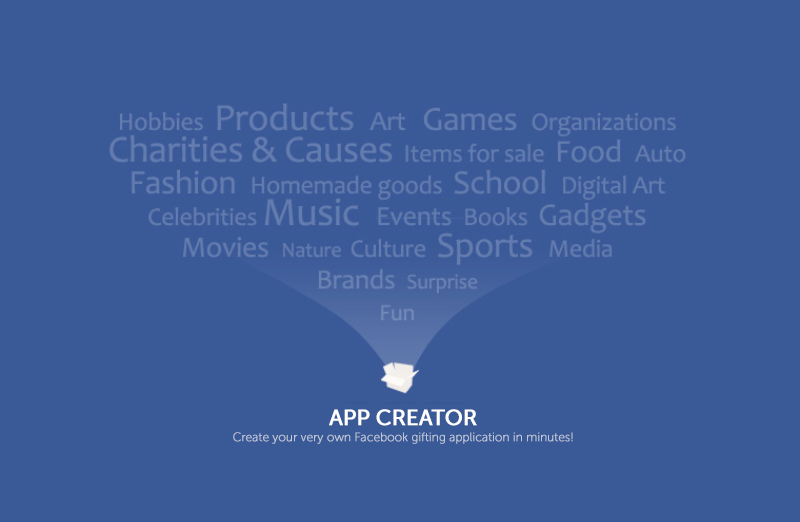 Hobbies Products Art Games Organizations
Charities & Causes Items for sale Food Auto
Fashion Homemade goods School Digital Art
Celebrities Music Events Books Gadgets
Movies Nature Culture Sports Media
Brands Surprise
Fun
APP CREATOR
Create your very own Facebook gifting application in minutes!